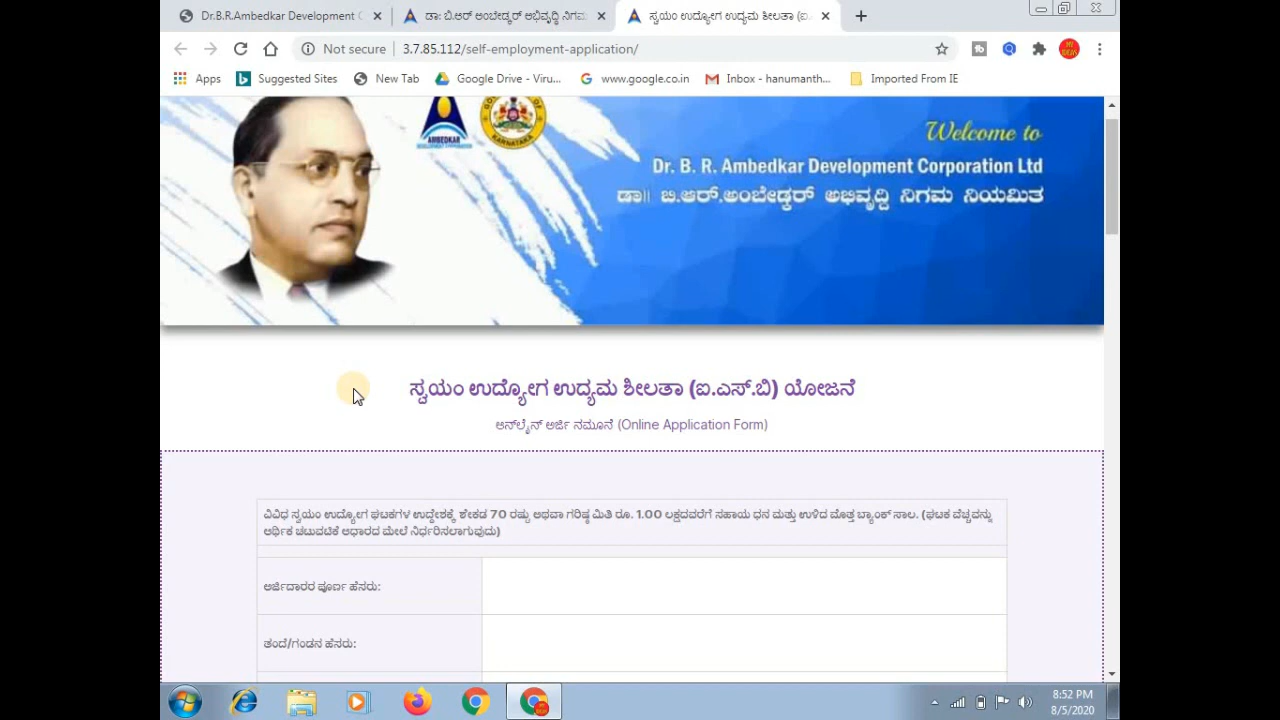 Dr.B.R.Ambedkar Development C
ಡಾ: ಬಿ.ಆರ್ ಅಂಬೇಡ್ಕರ್ ಅಭಿವೃದ್ಧಿ ನಿಗಮ
ಸ್ವಯಂ ಉದ್ಯೋಗ ಉದ್ಯಮ ಶೀಲತಾ (ಐ.
Not secure
3.7.85.112/self-employment-application/
Apps
Suggested Sites
New Tab
Google Drive - Viru...
www.google.co.in
Inbox - hanumanth...
Imported From IE
AMBEDKAR
KARNATAKA
Welcome to
Dr. B. R. Ambedkar Development Corporation Ltd
ಡಾ|| ಬಿ.ಆರ್.ಅಂಬೇಡ್ಕರ್ ಅಭಿವೃದ್ದಿ ನಿಗಮ ನಿಯಮಿತ
ಸ್ವಯಂ ಉದ್ಯೋಗ ಉದ್ಯಮ ಶೀಲತಾ (ಐ.ಎಸ್.ಬಿ) ಯೋಜನೆ
ಆನ್‌ಲೈನ್ ಅರ್ಜಿ ನಮೂನೆ (Online Application Form)
ವಿವಿಧ ಸ್ವಯಂ ಉದ್ಯೋಗ ಘಟಕಗಳ ಉದ್ದೇಶಕ್ಕೆ ಶೇಕಡ 70 ರಷ್ಟು ಅಥವಾ ಗರಿಷ್ಠ ಮಿತಿ ರೂ. 1.00 ಲಕ್ಷದವರೆಗೆ ಸಹಾಯ ಧನ ಮತ್ತು ಉಳಿದ ಮೊತ್ತ ಬ್ಯಾಂಕ್ ಸಾಲ. (ಘಟಕ ವೆಚ್ಚವನ್ನು
ಆರ್ಥಿಕ ಚಟುವಟಿಕೆ ಆಧಾರದ ಮೇಲೆ ನಿರ್ಧರಿಸಲಾಗುವುದು)
ಅರ್ಜಿದಾರರ ಪೂರ್ಣ ಹೆಸರು:
ತಂದೆ/ಗಂಡನ ಹೆಸರು:
8:52 PM
8/5/2020